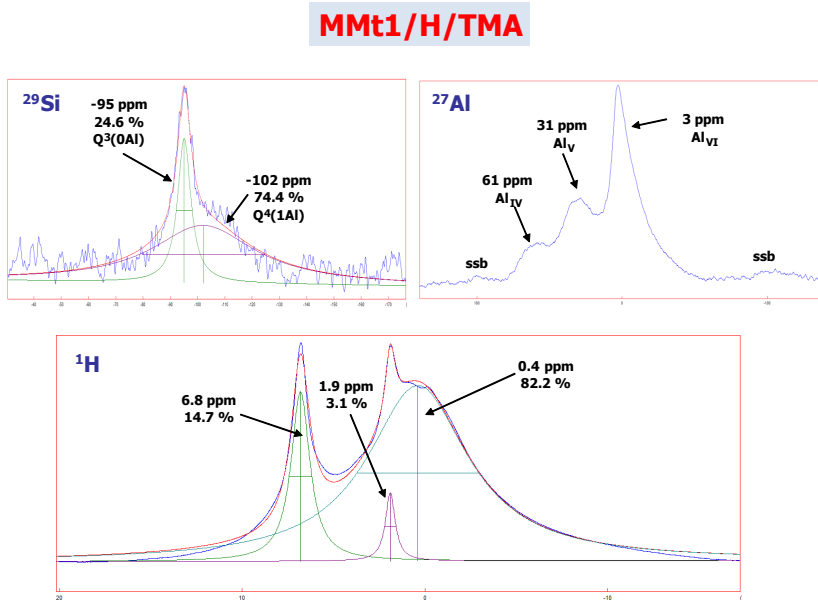 MMt1/H/TMA
29Si
-95 ppm
24.6 %
Q3(0Al)
-102 ppm
74.4 %
Q4(1Al)
27Al
61 ppm
AlIV
31 ppm
AlV
3 ppm
AlVI
ssb
ssb
1H
6.8 ppm
14.7 %
1.9 ppm
3.1 %
0.4 ppm
82.2 %
20 10 0 -10